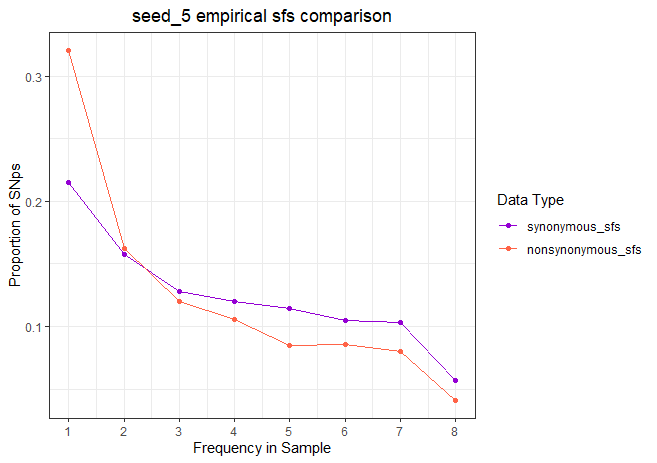 seed_5 empirical sfs comparison
0.3
0.2
0.1
Proportion of SNps
1 2 3 4 5 6 7 8
Frequency in Sample
Data Type
synonymous_sfs
nonsynonymous_sfs